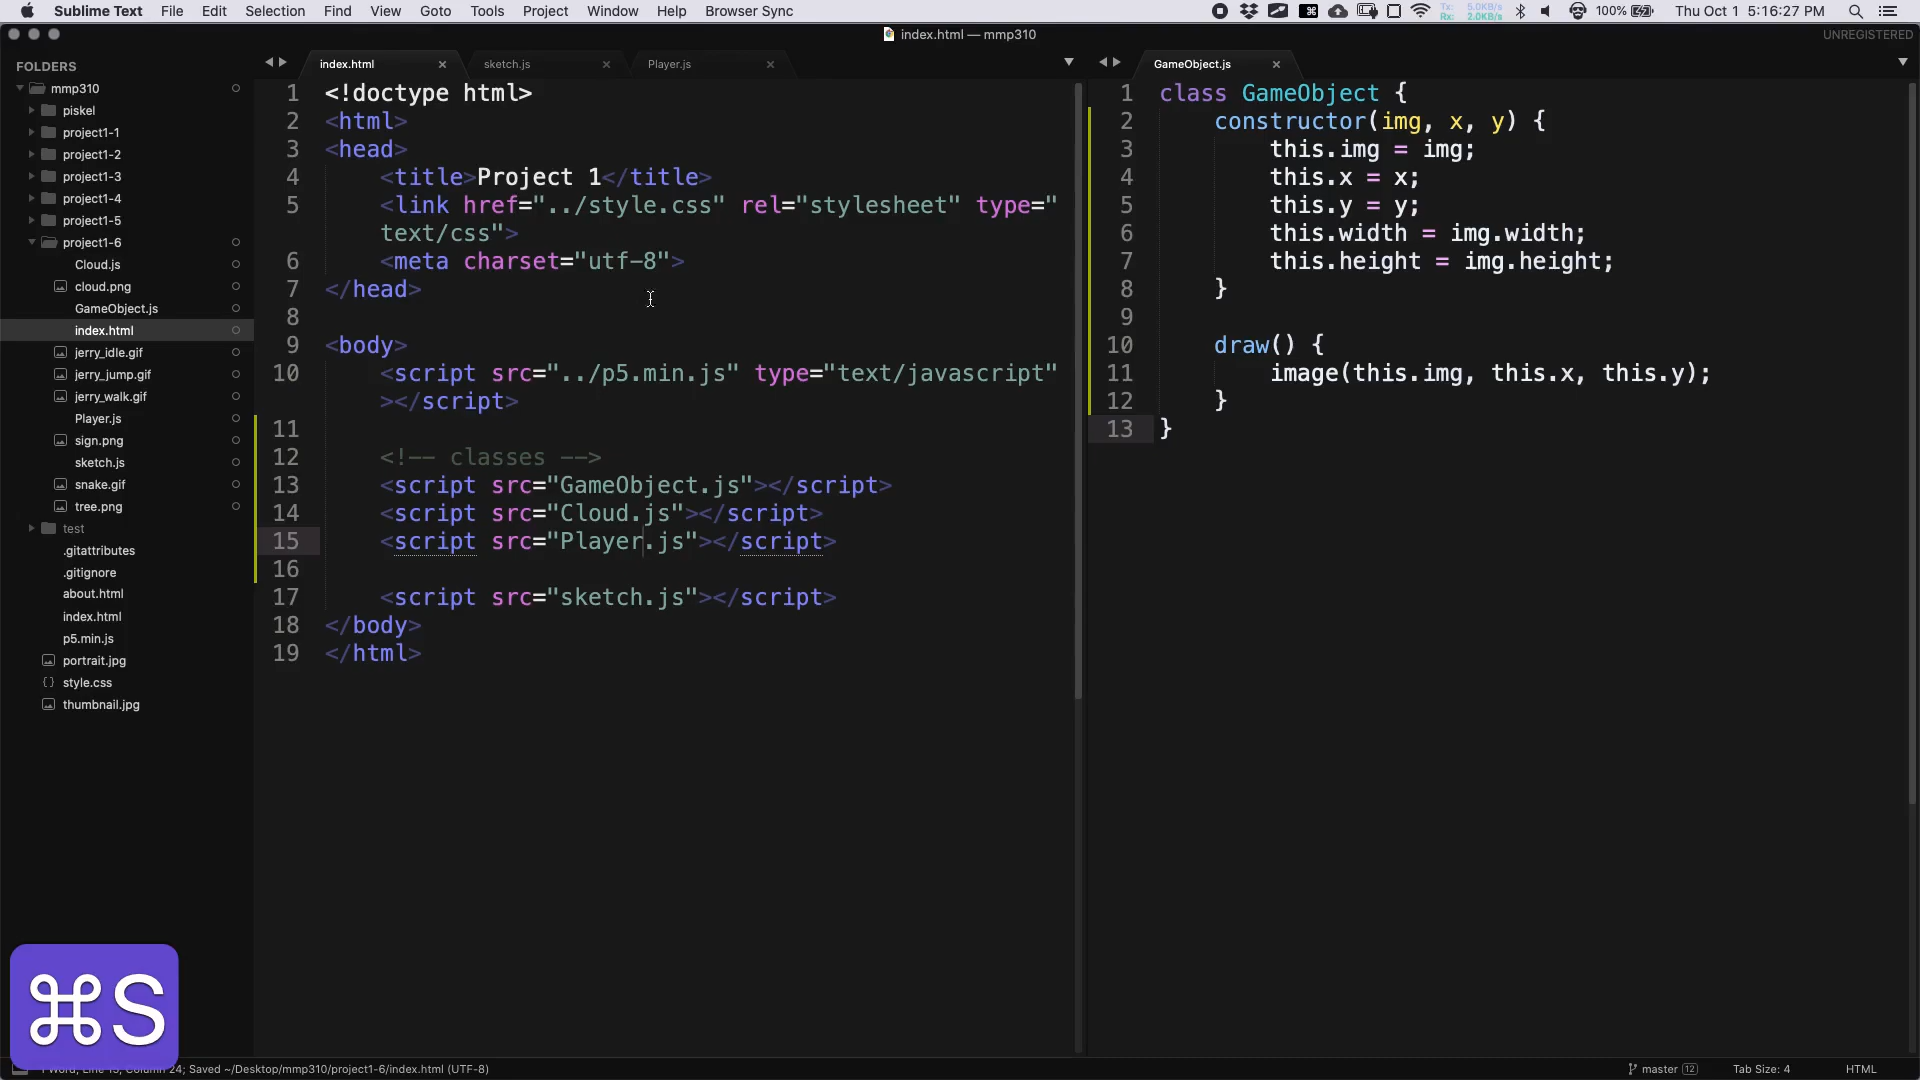 Sublime Text File Edit Selection Find View Goto Tools Project Window Help Browser Sync
Tx: 5.0KB/s
Rx: 2.0KB/s
100% Thu Oct 1 5:16:27 PM
index.html — mmp310
UNREGISTERED
FOLDERS
mmp310
piskel
project1-1
project1-2
project1-3
project1-4
project1-5
project1-6
Cloud.js
cloud.png
GameObject.js
index.html
jerry_idle.gif
jerry_jump.gif
jerry_walk.gif
Player.js
sign.png
sketch.js
snake.gif
tree.png
test
.gitattributes
.gitignore
about.html
index.html
p5.min.js
portrait.jpg
{} style.css
thumbnail.jpg
index.html × sketch.js × Player.js ×
1 <!doctype html>
2 <html>
3 <head>
4 <title>Project 1</title>
5 <link href="../style.css" rel="stylesheet" type="
text/css">
6 <meta charset="utf-8">
7 </head>
8
9 <body>
10 <script src="../p5.min.js" type="text/javascript"
></script>
11
12 <!-- classes -->
13 <script src="GameObject.js"></script>
14 <script src="Cloud.js"></script>
15 <script src="Player.js"></script>
16
17 <script src="sketch.js"></script>
18 </body>
19 </html>
GameObject.js ×
1 class GameObject {
2 constructor(img, x, y) {
3 this.img = img;
4 this.x = x;
5 this.y = y;
6 this.width = img.width;
7 this.height = img.height;
8 }
9
10 draw() {
11 image(this.img, this.x, this.y);
12 }
13 }
⌘S
Column 24; Saved ~/Desktop/mmp310/project1-6/index.html (UTF-8)
master 12 Tab Size: 4 HTML